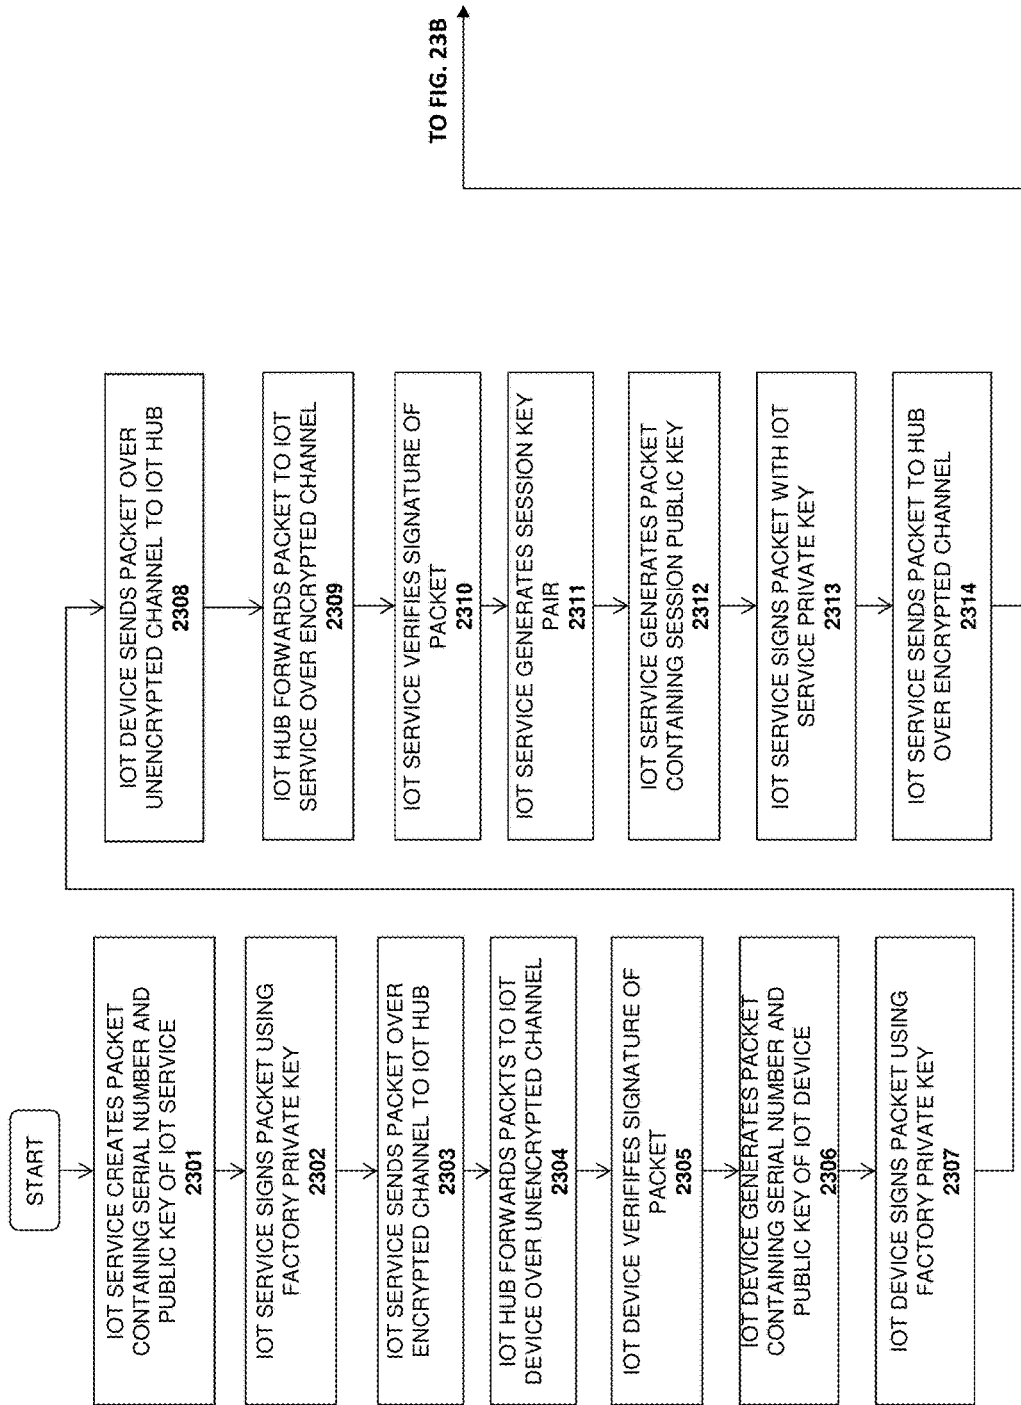 START
IOT SERVICE CREATES PACKET
CONTAINING SERIAL NUMBER AND
PUBLIC KEY OF IOT SERVICE
2301
IOT SERVICE SIGNS PACKET USING
FACTORY PRIVATE KEY
2302
IOT SERVICE SENDS PACKET OVER
ENCRYPTED CHANNEL TO IOT HUB
2303
IOT HUB FORWARDS PACKTS TO IOT
DEVICE OVER UNENCRYPTED CHANNEL
2304
IOT DEVICE VERIFIFES SIGNATURE OF
PACKET
2305
IOT DEVICE GENERATES PACKET
CONTAINING SERIAL NUMBER AND
PUBLIC KEY OF IOT DEVICE
2306
IOT DEVICE SIGNS PACKET USING
FACTORY PRIVATE KEY
2307
IOT DEVICE SENDS PACKET OVER
UNENCRYPTED CHANNEL TO IOT HUB
2308
IOT HUB FORWARDS PACKET TO IOT
SERVICE OVER ENCRYPTED CHANNEL
2309
IOT SERVICE VERIFIES SIGNATURE OF
PACKET
2310
IOT SERVICE GENERATES SESSION KEY
PAIR
2311
IOT SERVICE GENERATES PACKET
CONTAINING SESSION PUBLIC KEY
2312
IOT SERVICE SIGNS PACKET WITH IOT
SERVICE PRIVATE KEY
2313
IOT SERVICE SENDS PACKET TO HUB
OVER ENCRYPTED CHANNEL
2314
TO FIG. 23B